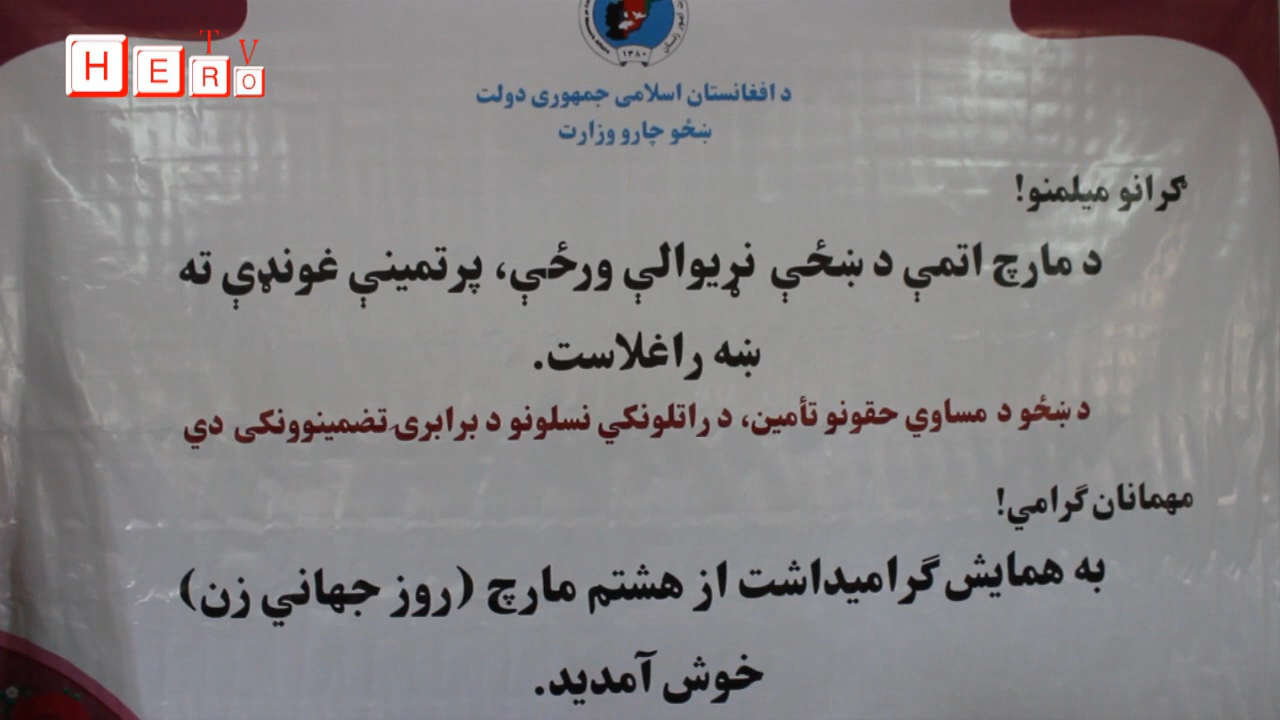 HERO TV
۱۳۸۰
د افغانستان اسلامی جمهوری دولت
ښځو چارو وزارت
ګرانو میلمنو!
د مارچ اتمې د ښځې نړیوالې ورځې، پرتمینې غونډې ته
ښه راغلاست.
د ښځو د مساوي حقونو تأمین، د راتلونکي نسلونو د برابرۍ تضمینوونکی دي
مهمانان گرامي!
به همایش گرامیداشت از هشتم مارچ (روز جهاني زن)
خوش آمدید.